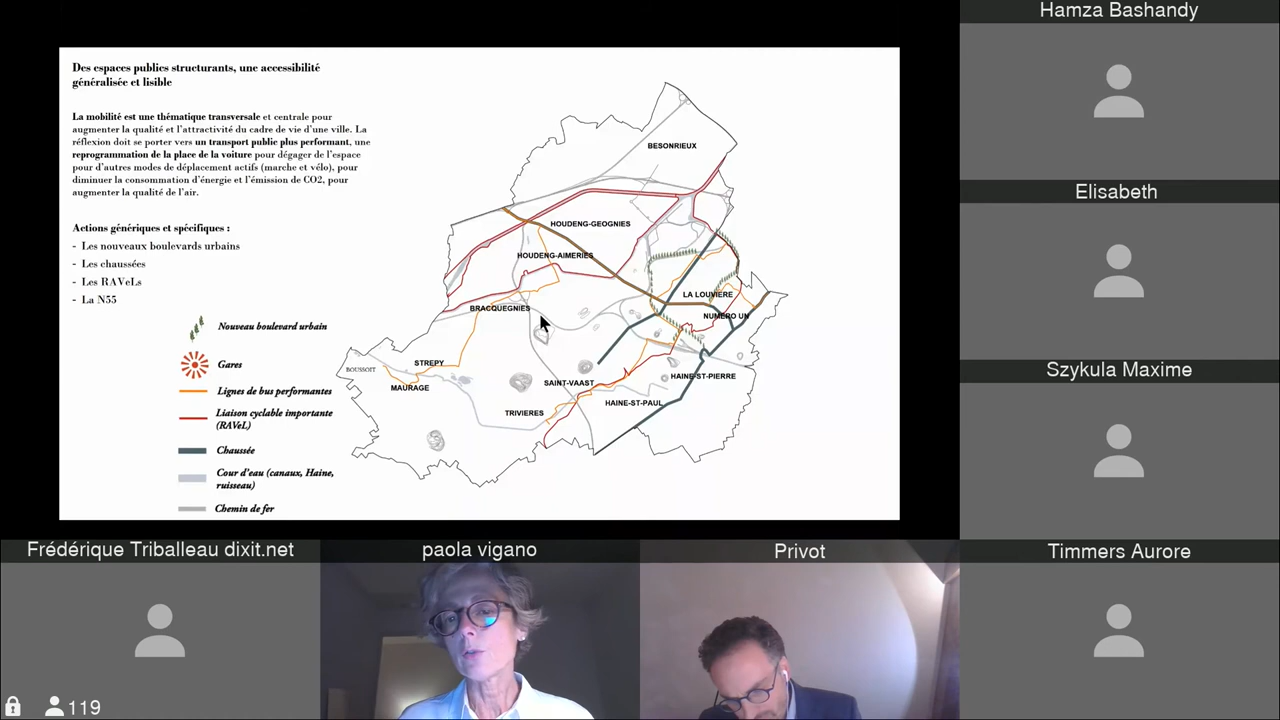 Des espaces publics structurants, une accessibilité
généralisée et lisible
La mobilité est une thématique transversale et centrale pour
augmenter la qualité et l'attractivité du cadre de vie d'une ville. La
réflexion doit se porter vers un transport public plus performant, une
reprogrammation de la place de la voiture pour dégager de l'espace
pour d'autres modes de déplacement actifs (marche et vélo), pour
diminuer la consommation d'énergie et l'émission de CO2, pour
augmenter la qualité de l'air.
Actions génériques et spécifiques :
- Les nouveaux boulevards urbains
- Les chaussées
- Les RAVeLs
- La N55
Nouveau boulevard urbain
Gares
Lignes de bus performantes
Liaison cyclable importante
(RAVeL)
Chaussée
Cour d'eau (canaux, Haine,
ruisseau)
Chemin de fer
BESONRIEUX
HOUDENG-GEOGNIES
HOUDENG-AIMERIES
LA LOUVIERE
BRACQUEGNIES
NUMERO UN
STREPY
BOUSSOIT
MAURAGE
SAINT-VAAST
HAINE-ST-PIERRE
HAINE-ST-PAUL
TRIVIERES
Hamza Bashandy
Elisabeth
Szykula Maxime
Frédérique Triballeau dixit.net
paola vigano
Privot
Timmers Aurore
119